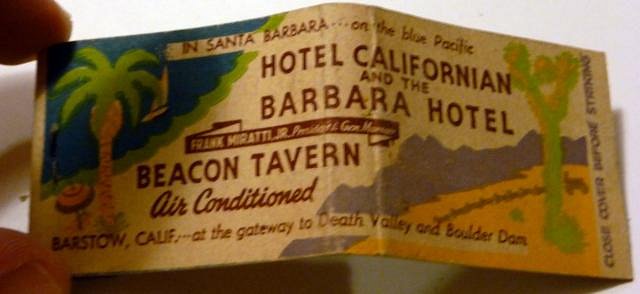 IN SANTA BARBARA...on the blue Pacific
HOTEL CALIFORNIAN
AND THE
BARBARA HOTEL
FRANK MIRATTI, JR. President & Gen. Manager
BEACON TAVERN
Air Conditioned
BARSTOW, CALIF.--at the gateway to Death Valley and Boulder Dam
CLOSE COVER BEFORE STRIKING